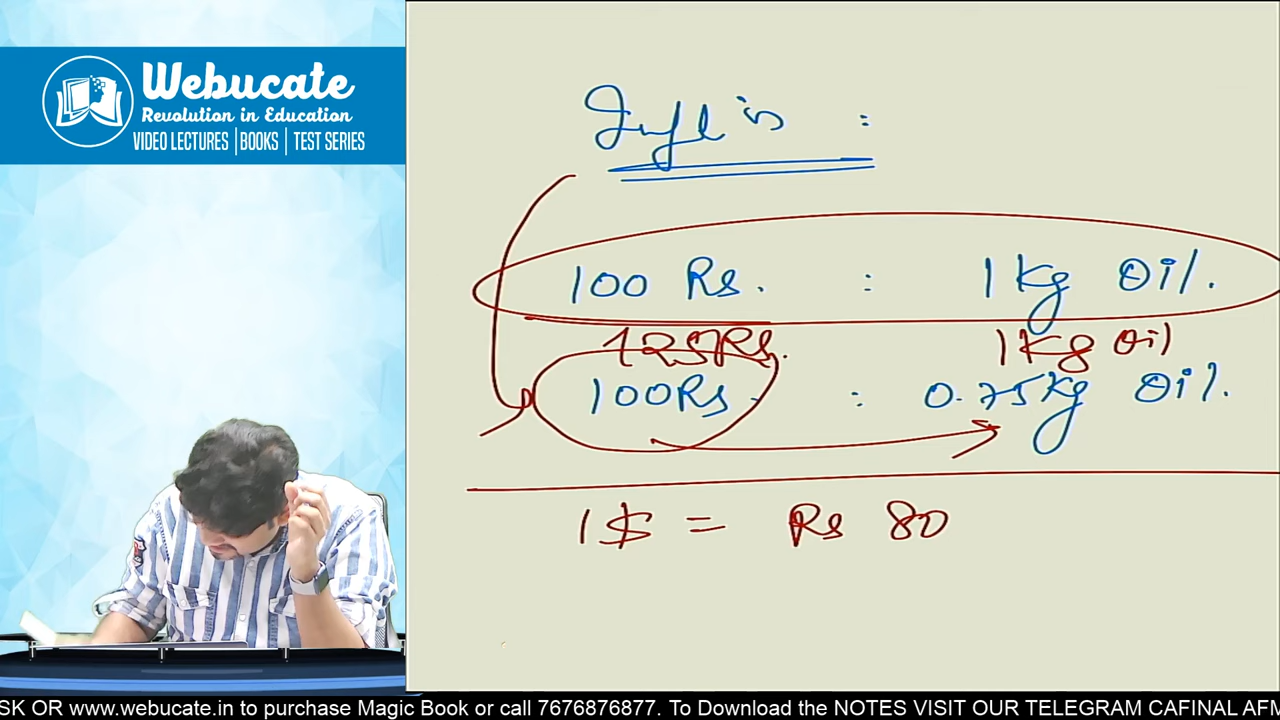 Webucate
Revolution in Education
VIDEO LECTURES | BOOKS | TEST SERIES
:
100 Rs. : 1 Kg Oil.
125 Rs. 1 Kg Oil
100 Rs. : 0.75 Kg Oil.
1 $ = Rs 80
SK OR www.webucate.in to purchase Magic Book or call 7676876877. To Download the NOTES VISIT OUR TELEGRAM CAFINAL AFM